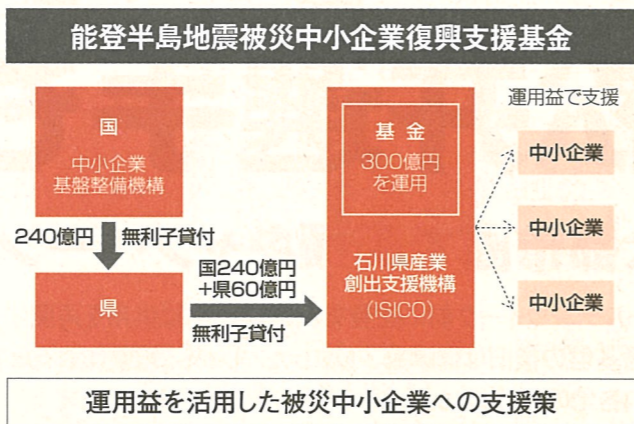 能登半島地震被災中小企業復興支援基金
国
中小企業
基盤整備機構
240億円
無利子貸付
県
国240億円
+県60億円
無利子貸付
基金
300億円
を運用
石川県産業
創出支援機構
(ISICO)
運用益で支援
中小企業
中小企業
中小企業
運用益を活用した被災中小企業への支援策